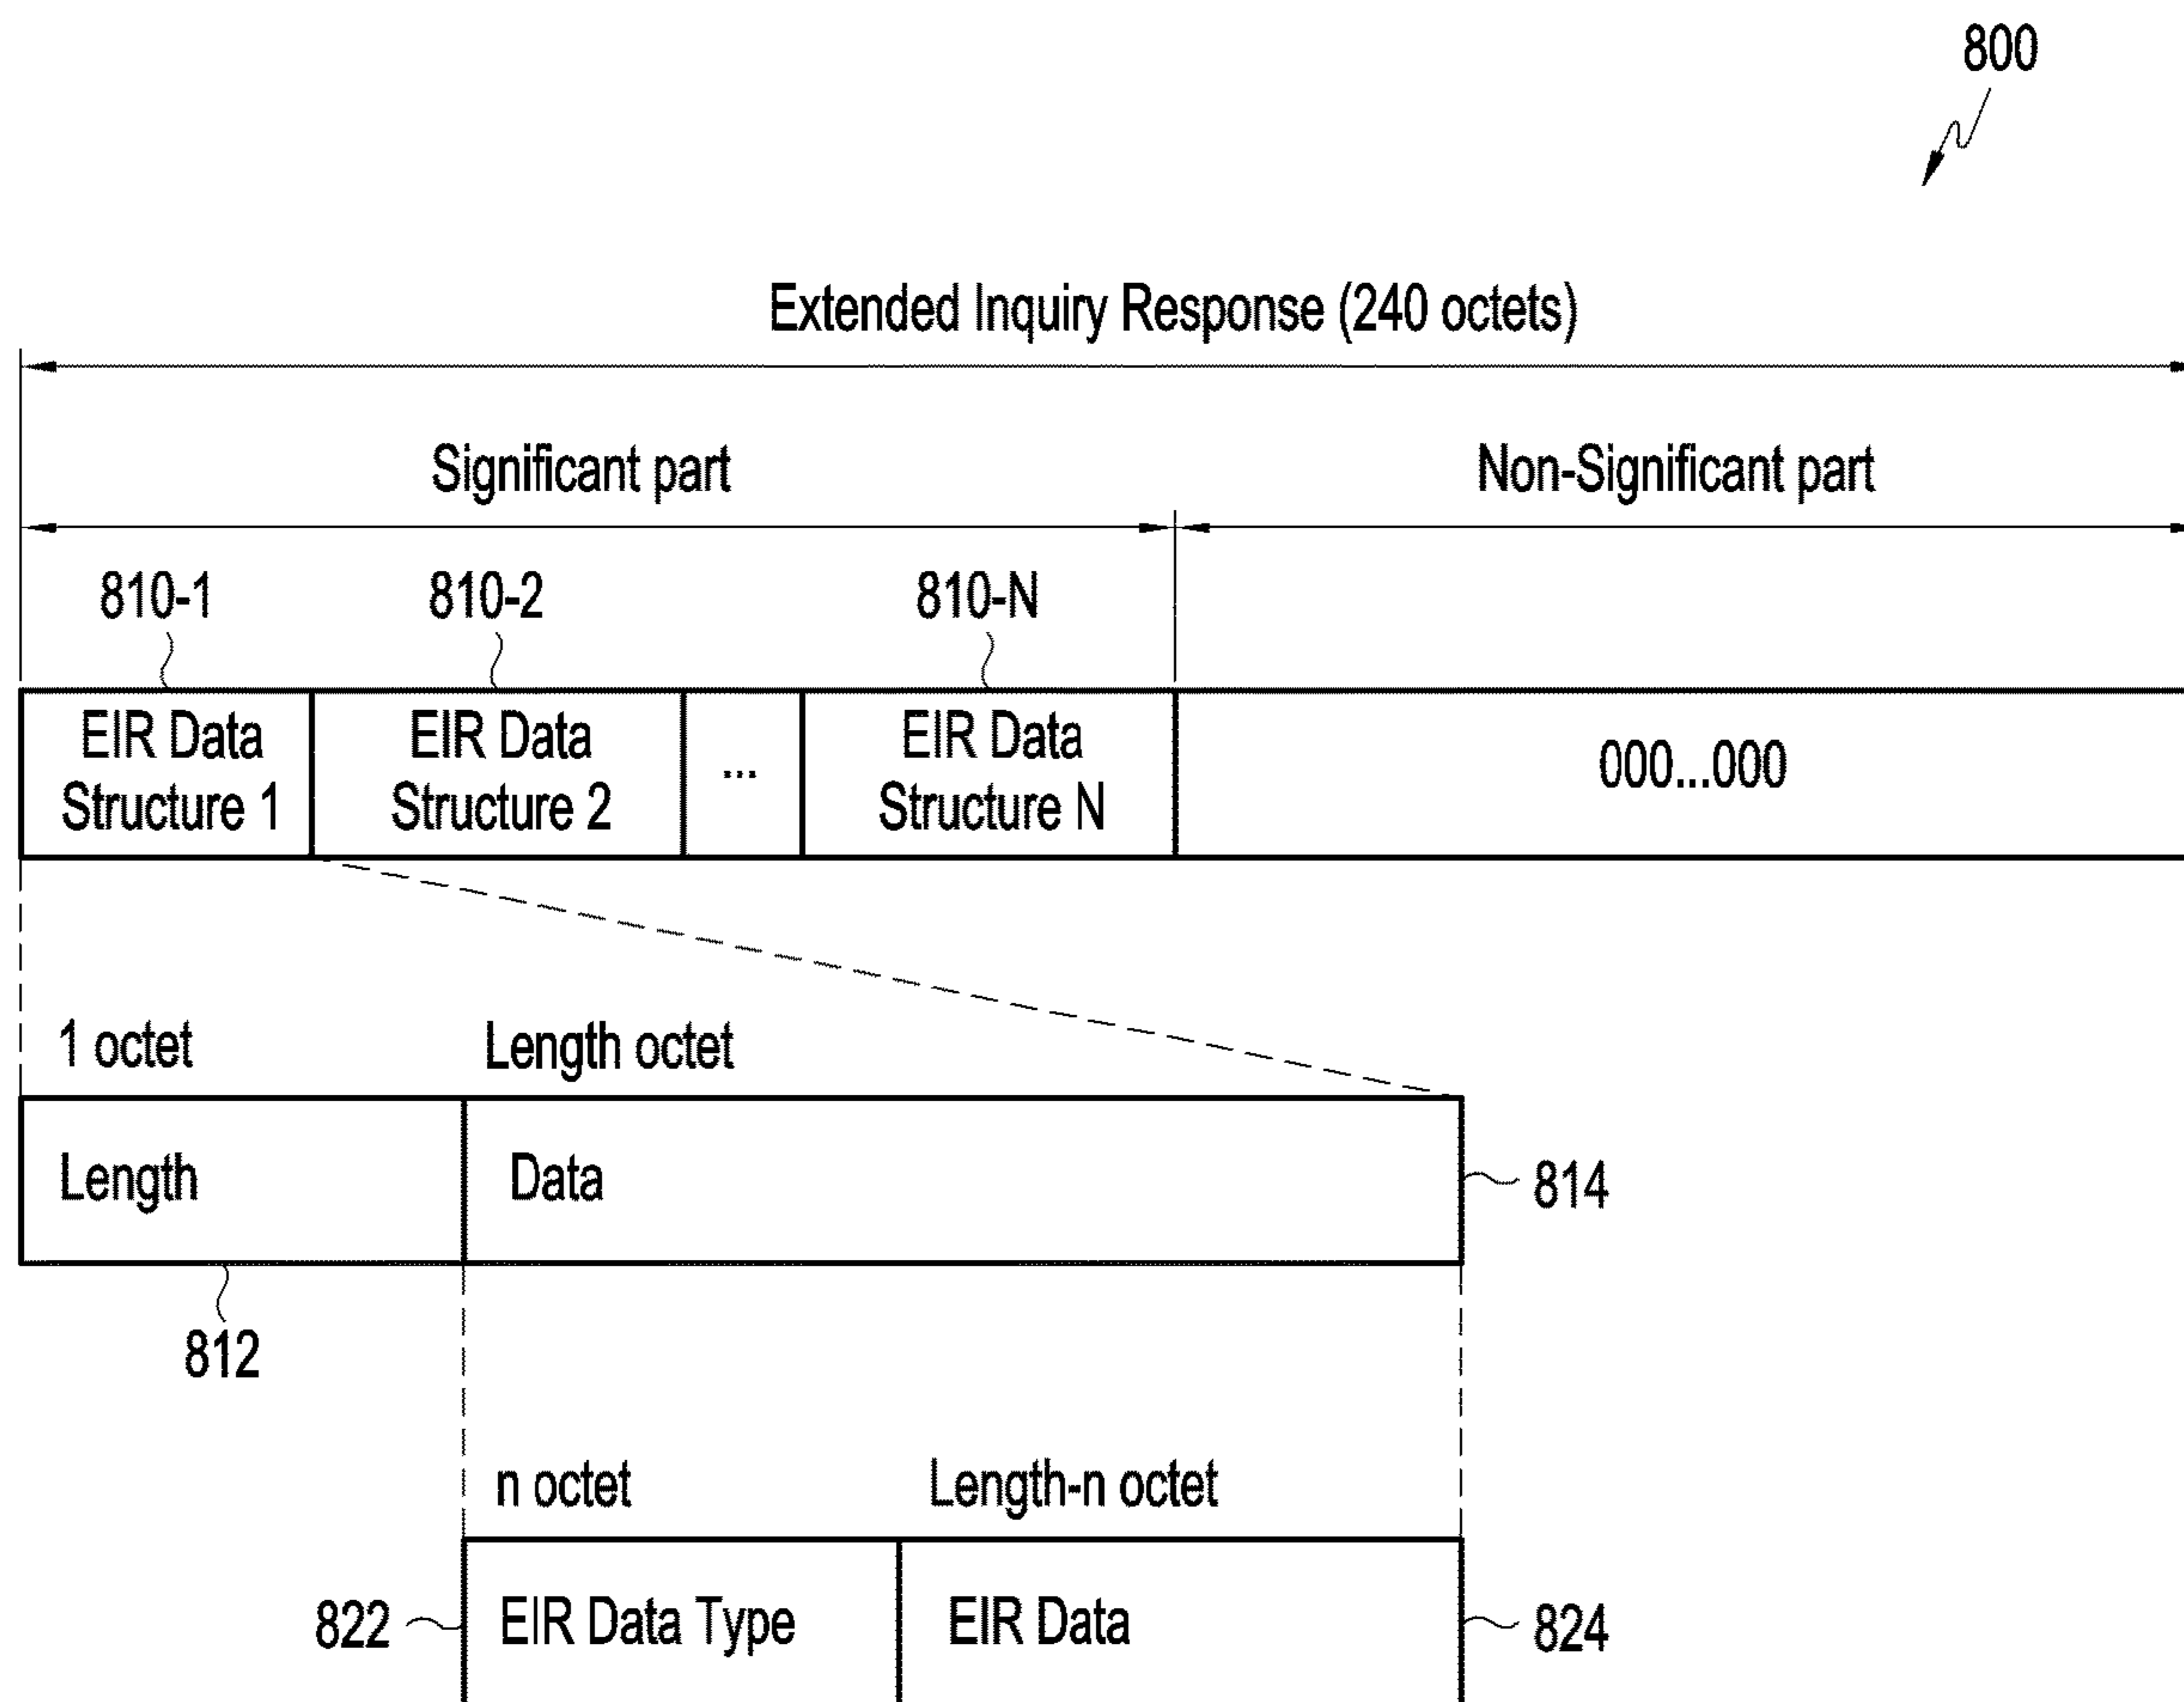 800
Extended Inquiry Response (240 octets)
Significant part
Non-Significant part
810-1
810-2
810-N
EIR Data
Structure 1
EIR Data
Structure 2
...
EIR Data
Structure N
000...000
1 octet
Length octet
Length
Data
814
812
n octet
Length-n octet
822
EIR Data Type
EIR Data
824